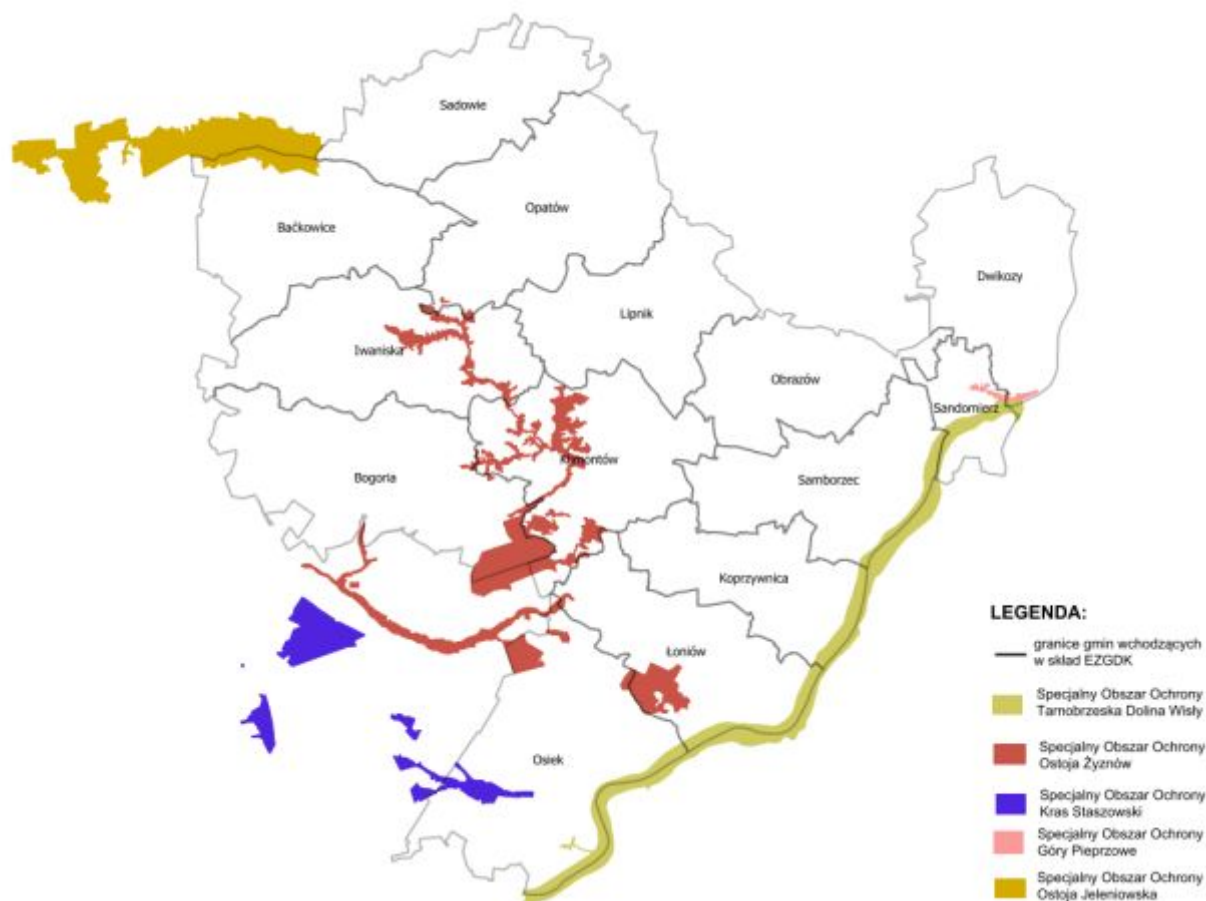 Sadowie
Opatów
Baćkowice
Dwikozy
Lipnik
Iwaniska
Obrazów
Sandomierz
Klimontów
Bogoria
Samborzec
Koprzywnica
Łoniów
Osiek
LEGENDA:
granice gmin wchodzących
w skład EZGDK
Specjalny Obszar Ochrony
Tarnobrzeska Dolina Wisły
Specjalny Obszar Ochrony
Ostoja Żyznów
Specjalny Obszar Ochrony
Kras Staszowski
Specjalny Obszar Ochrony
Góry Pieprzowe
Specjalny Obszar Ochrony
Ostoja Jeleniowska